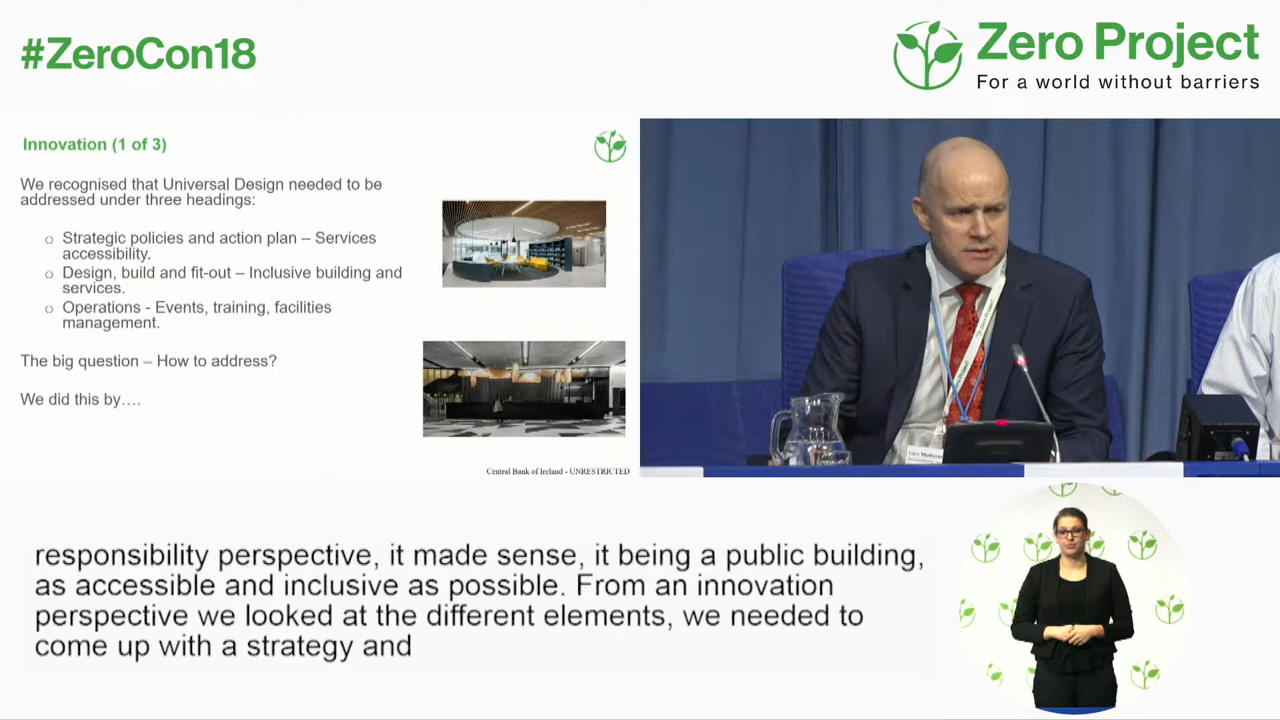 #ZeroCon18
Zero Project
For a world without barriers
Innovation (1 of 3)
We recognised that Universal Design needed to be
addressed under three headings:
o Strategic policies and action plan – Services
accessibility.
o Design, build and fit-out – Inclusive building and
services.
o Operations - Events, training, facilities
management.
The big question – How to address?
We did this by….
Central Bank of Ireland - UNRESTRICTED
responsibility perspective, it made sense, it being a public building,
as accessible and inclusive as possible. From an innovation
perspective we looked at the different elements, we needed to
come up with a strategy and